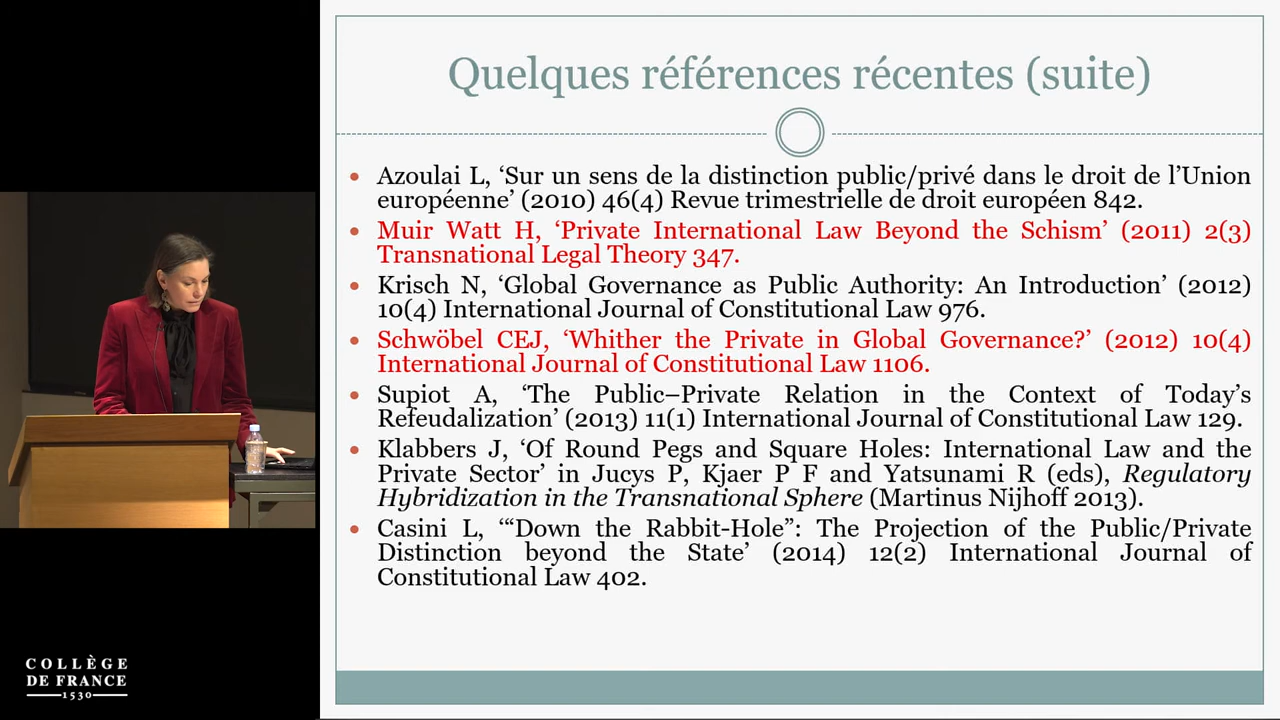 Quelques références récentes (suite)
• Azoulai L, ‘Sur un sens de la distinction public/privé dans le droit de l’Union
européenne’ (2010) 46(4) Revue trimestrielle de droit européen 842.
• Muir Watt H, ‘Private International Law Beyond the Schism’ (2011) 2(3)
Transnational Legal Theory 347.
• Krisch N, ‘Global Governance as Public Authority: An Introduction’ (2012)
10(4) International Journal of Constitutional Law 976.
• Schwöbel CEJ, ‘Whither the Private in Global Governance?’ (2012) 10(4)
International Journal of Constitutional Law 1106.
• Supiot A, ‘The Public–Private Relation in the Context of Today’s
Refeudalization’ (2013) 11(1) International Journal of Constitutional Law 129.
• Klabbers J, ‘Of Round Pegs and Square Holes: International Law and the
Private Sector’ in Jucys P, Kjaer P F and Yatsunami R (eds), Regulatory
Hybridization in the Transnational Sphere (Martinus Nijhoff 2013).
• Casini L, ‘“Down the Rabbit-Hole”: The Projection of the Public/Private
Distinction beyond the State’ (2014) 12(2) International Journal of
Constitutional Law 402.
COLLÈGE
DE FRANCE
1530